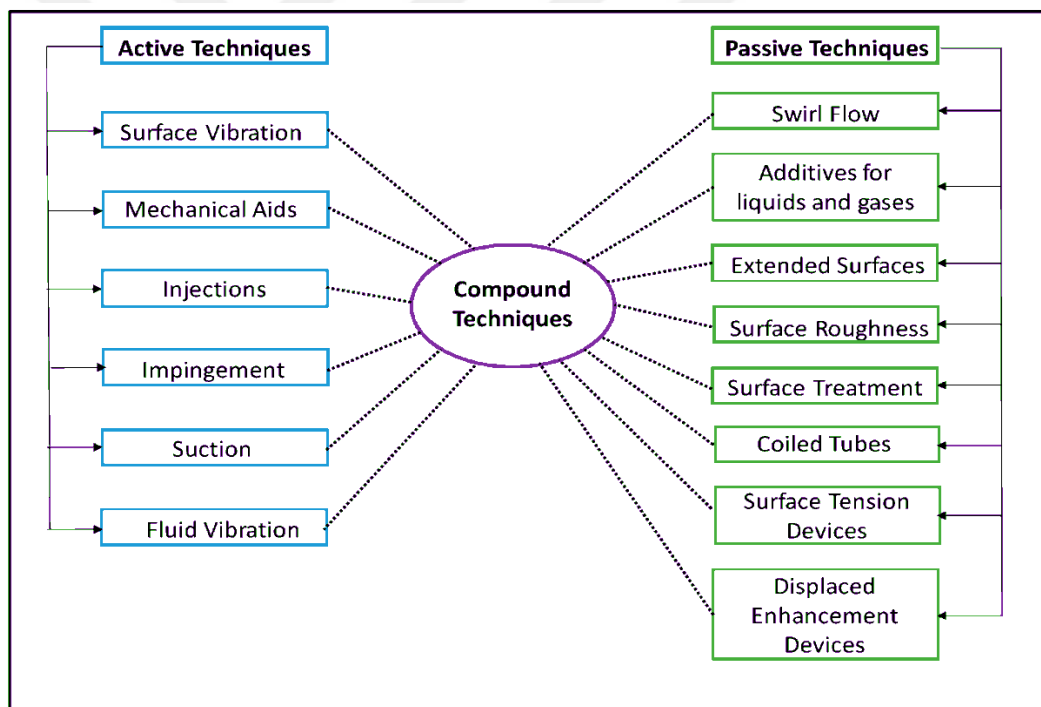 Active Techniques
Surface Vibration
Mechanical Aids
Injections
Impingement
Suction
Fluid Vibration
Compound
Techniques
Passive Techniques
Swirl Flow
Additives for
liquids and gases
Extended Surfaces
Surface Roughness
Surface Treatment
Coiled Tubes
Surface Tension
Devices
Displaced
Enhancement
Devices